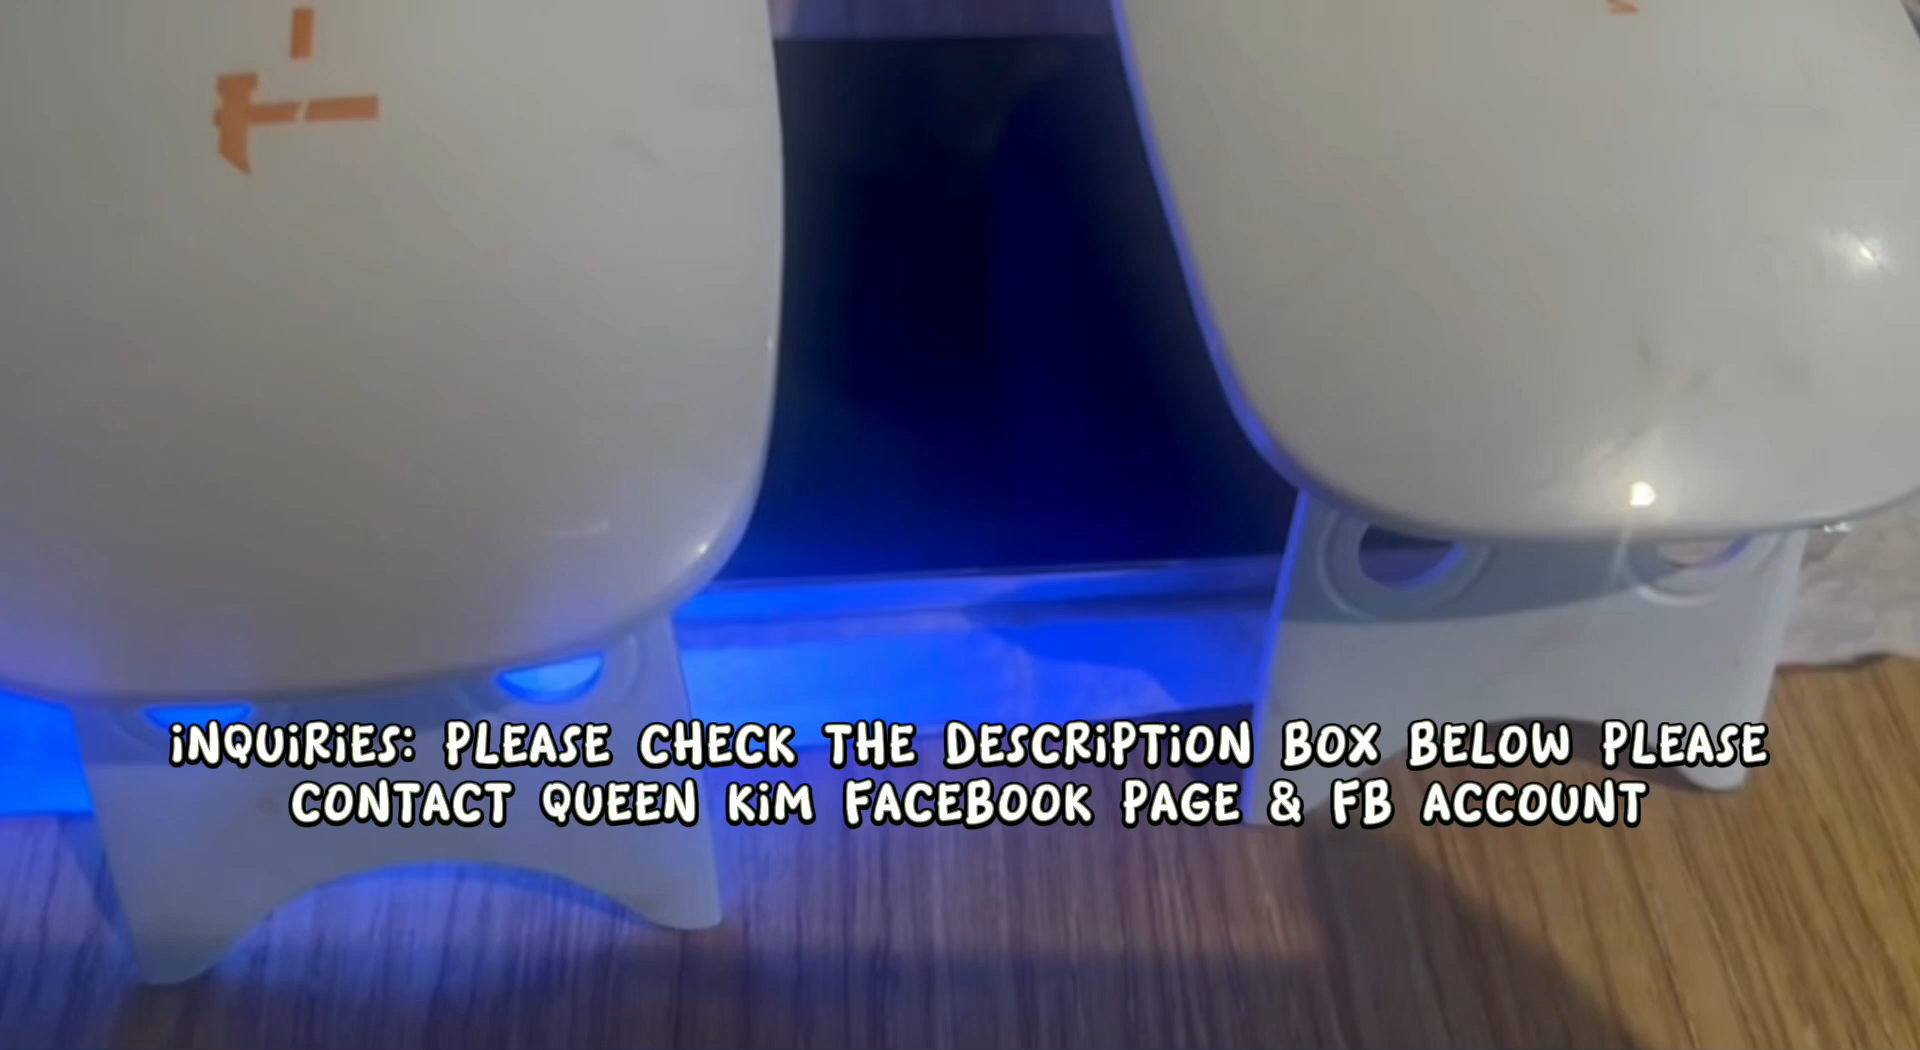 iNQUiRiES: PLEASE CHECK THE DESCRiPTiON BOX BELOW PLEASE
CONTACT QUEEN KiM FACEBOOK PAGE & FB ACCOUNT